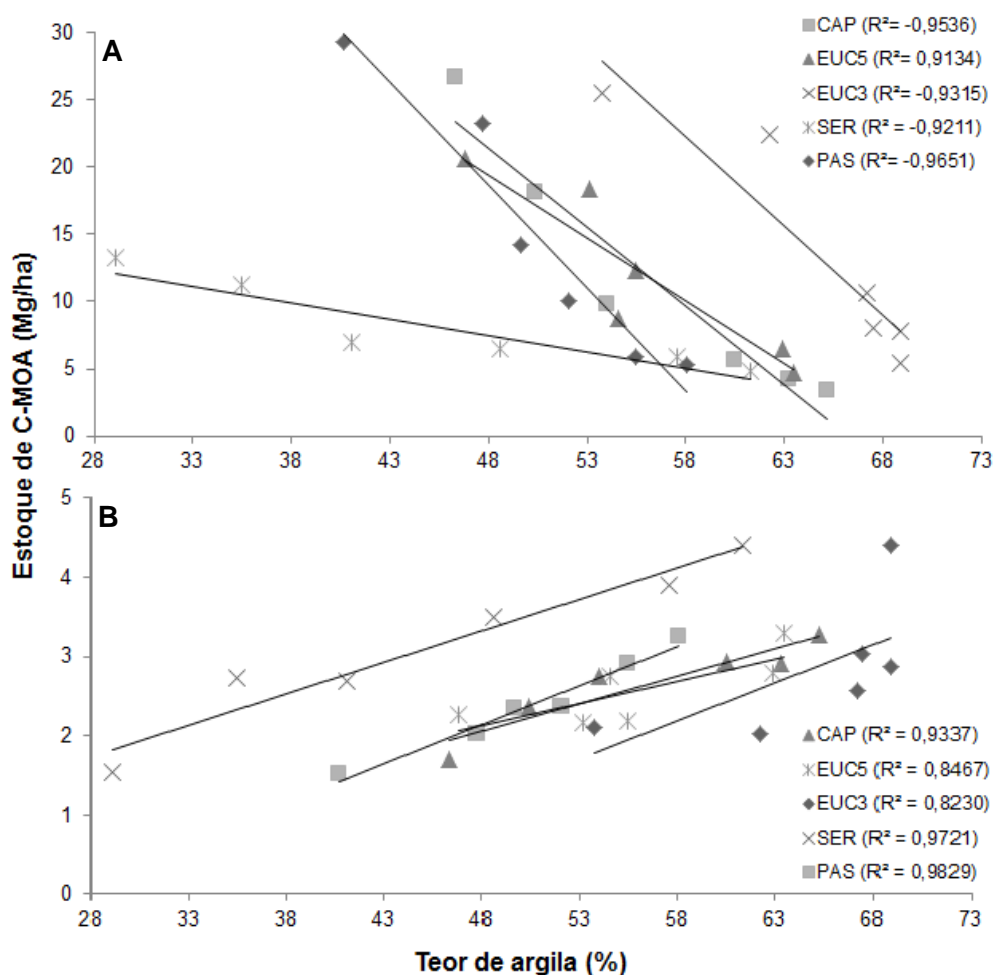 A
CAP (R²= -0,9536)
EUC5 (R² 0,9134)
EUC3 (R²= -0,9315)
SER (R² = -0,9211)
PAS (R²= -0,9651)
30
25
20
15
10
5
0
28 33 38 43 48 53 58 63 68 73
Estoque de C-MOA (Mg/ha)
B
5
4
3
2
1
0
CAP (R² = 0,9337)
EUC5 (R² = 0,8467)
EUC3 (R² = 0,8230)
SER (R² = 0,9721)
PAS (R² = 0,9829)
28 33 38 43 48 53 58 63 68 73
Teor de argila (%)